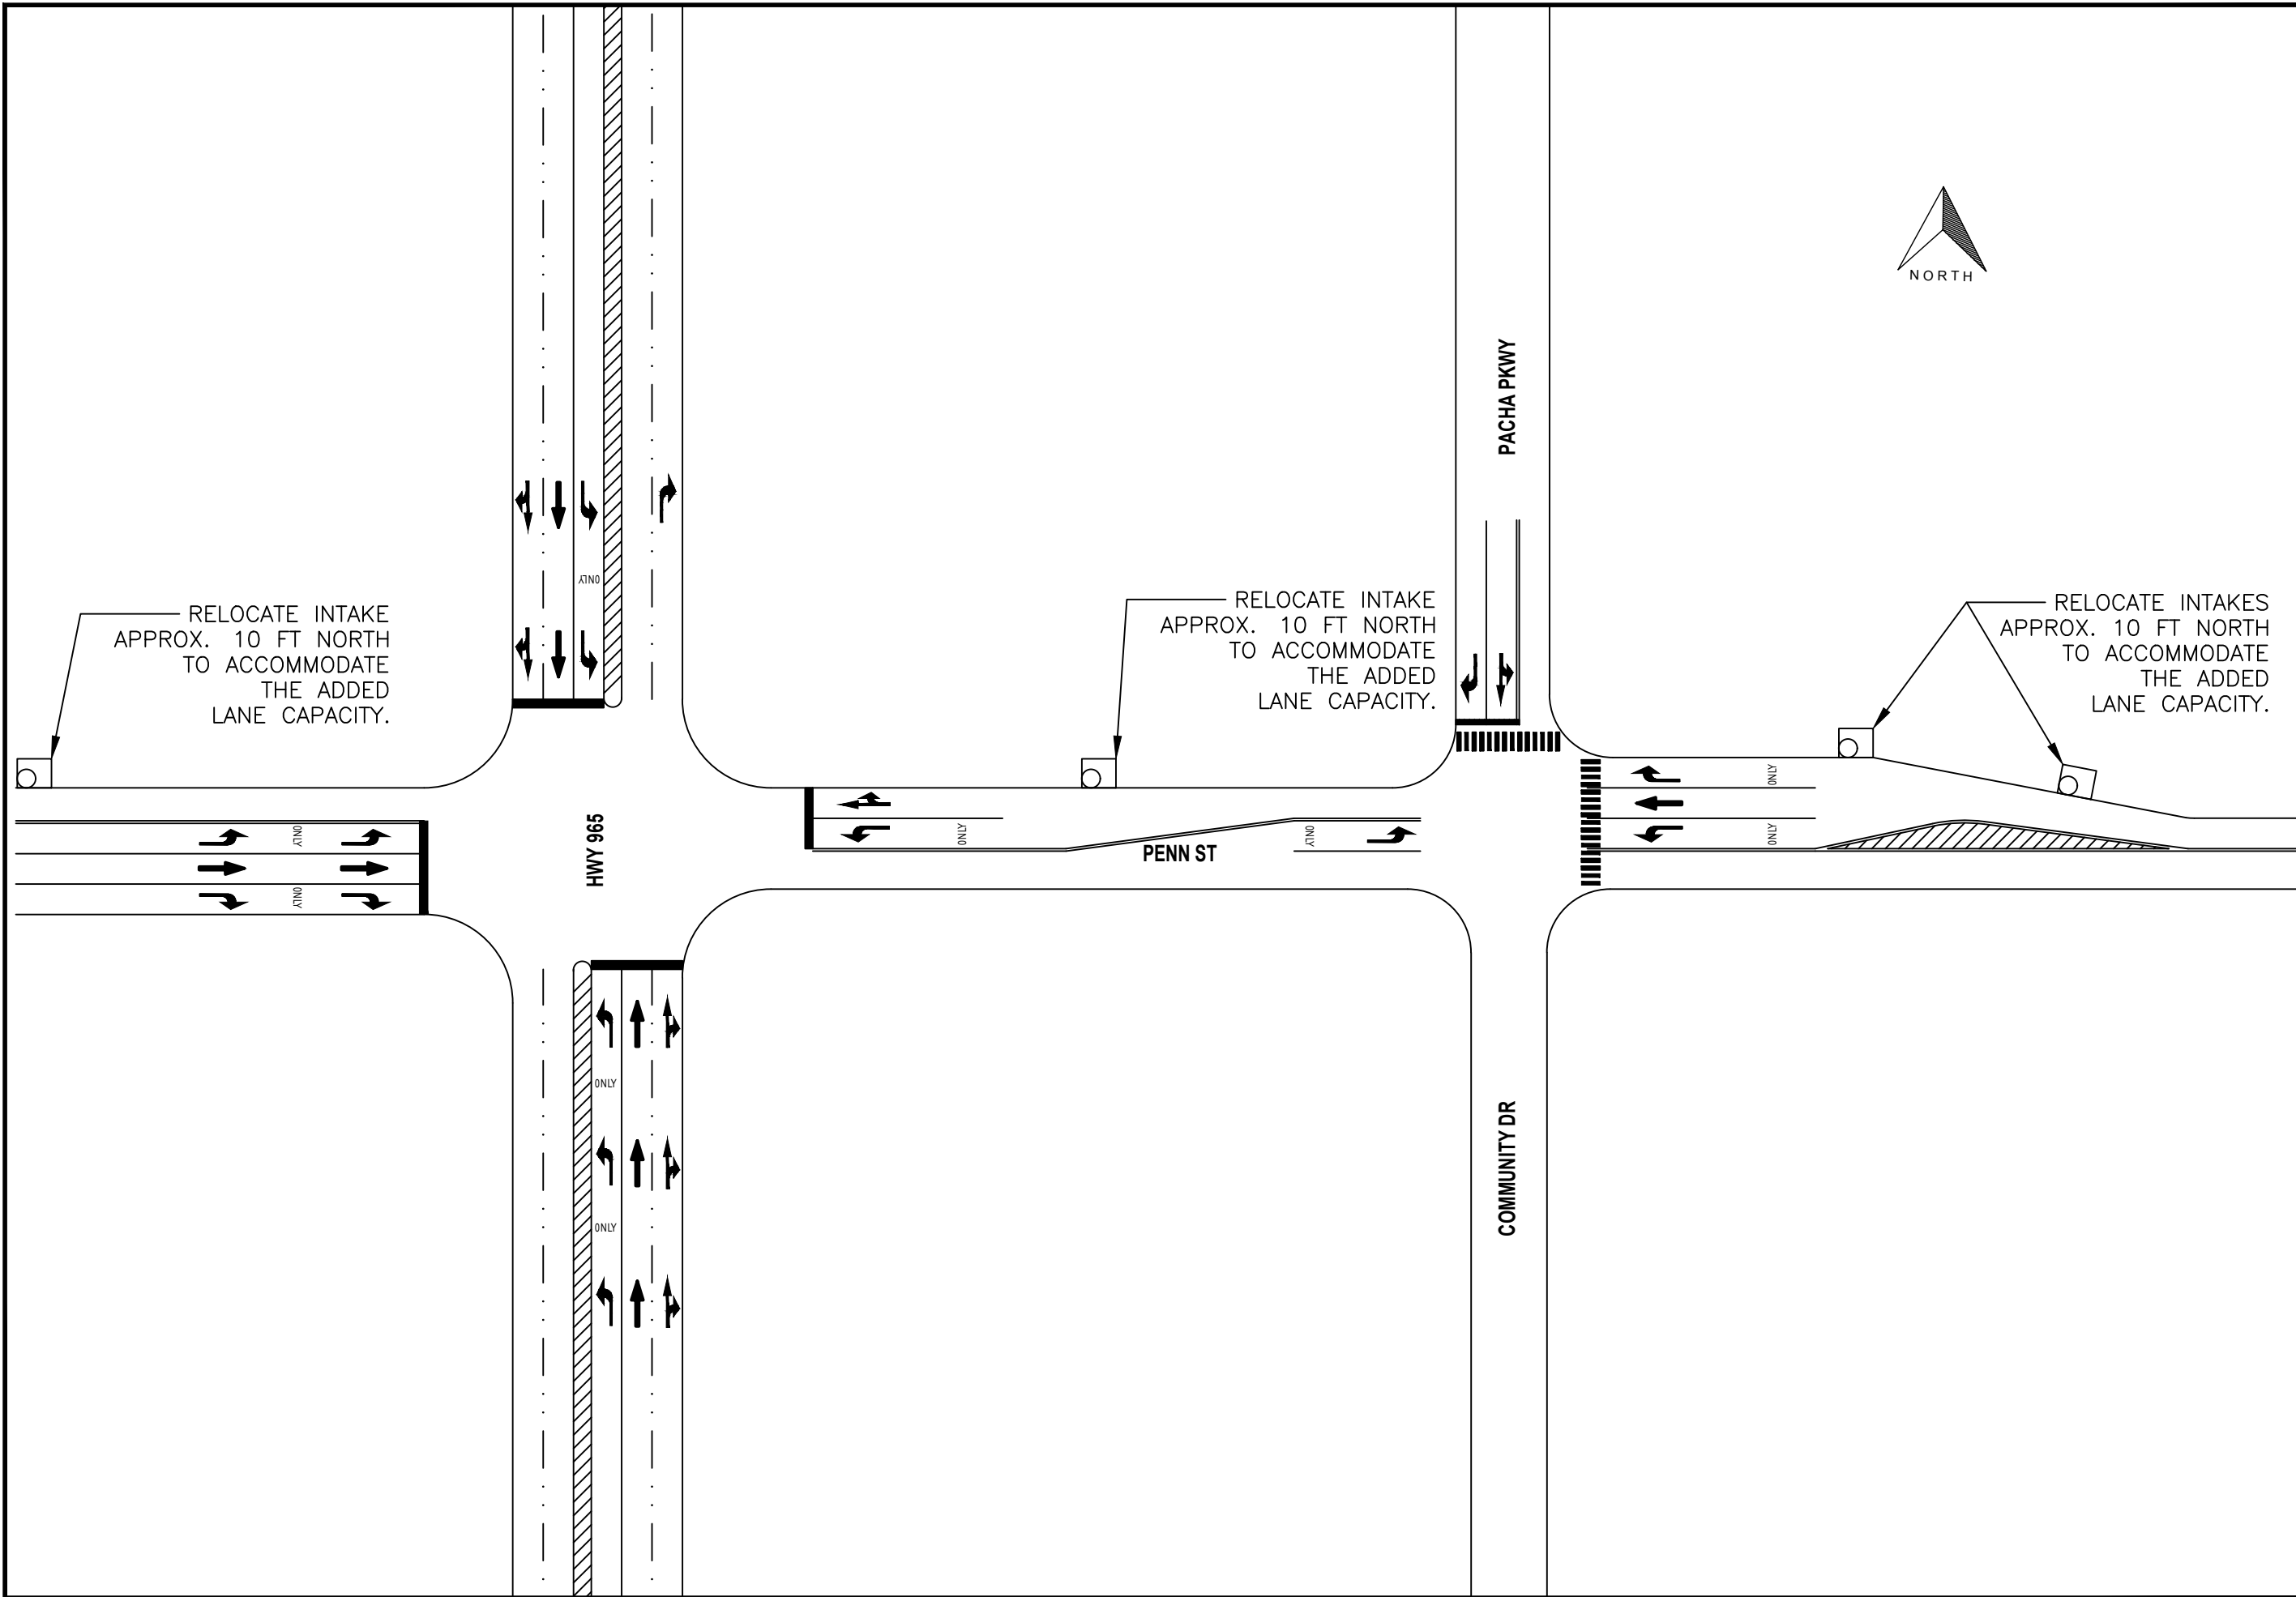 NORTH
PACHA PKWY
ONLY
RELOCATE INTAKE
APPROX. 10 FT NORTH
TO ACCOMMODATE
THE ADDED
LANE CAPACITY.
RELOCATE INTAKE
APPROX. 10 FT NORTH
TO ACCOMMODATE
THE ADDED
LANE CAPACITY.
RELOCATE INTAKES
APPROX. 10 FT NORTH
TO ACCOMMODATE
THE ADDED
LANE CAPACITY.
ONLY
ONLY
HWY 965
ONLY
ONLY
PENN ST
ONLY
ONLY
ONLY
ONLY
ONLY
COMMUNITY DR